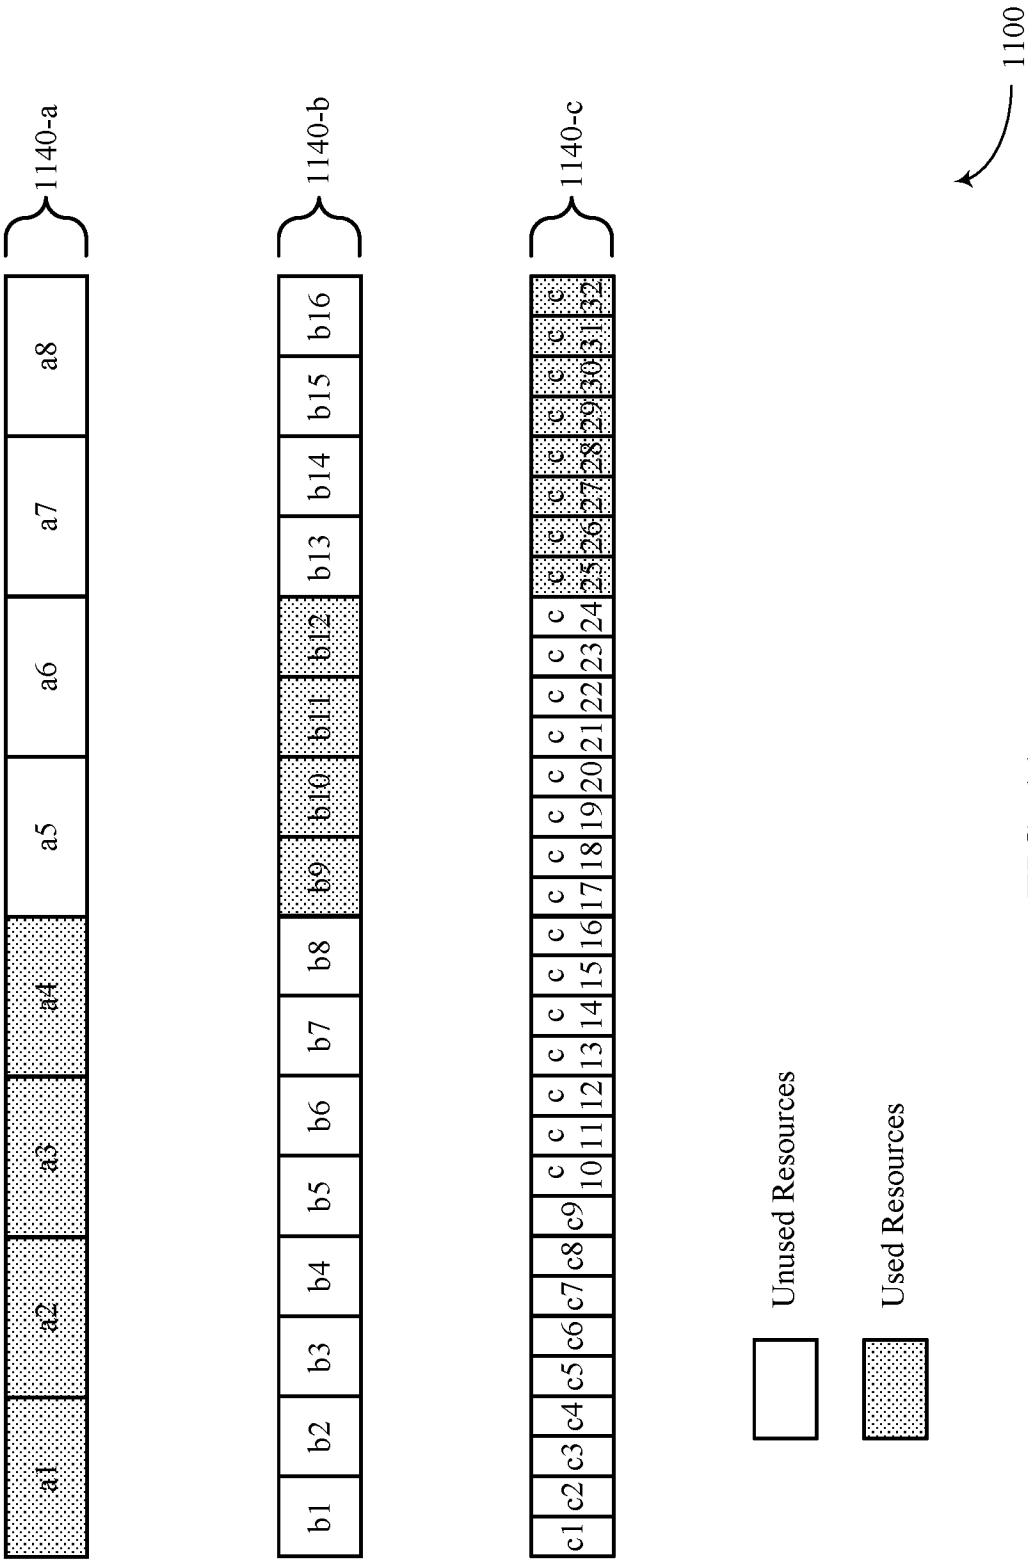 a1 a2 a3 a4 a5 a6 a7 a8 1140-a
b1 b2 b3 b4 b5 b6 b7 b8 b9 b10 b11 b12 b13 b14 b15 b16 1140-b
c1 c2 c3 c4 c5 c6 c7 c8 c9 c10 c11 c12 c13 c14 c15 c16 c17 c18 c19 c20 c21 c22 c23 c24 c25 c26 c27 c28 c29 c30 c31 c32 1140-c
Unused Resources
Used Resources
1100